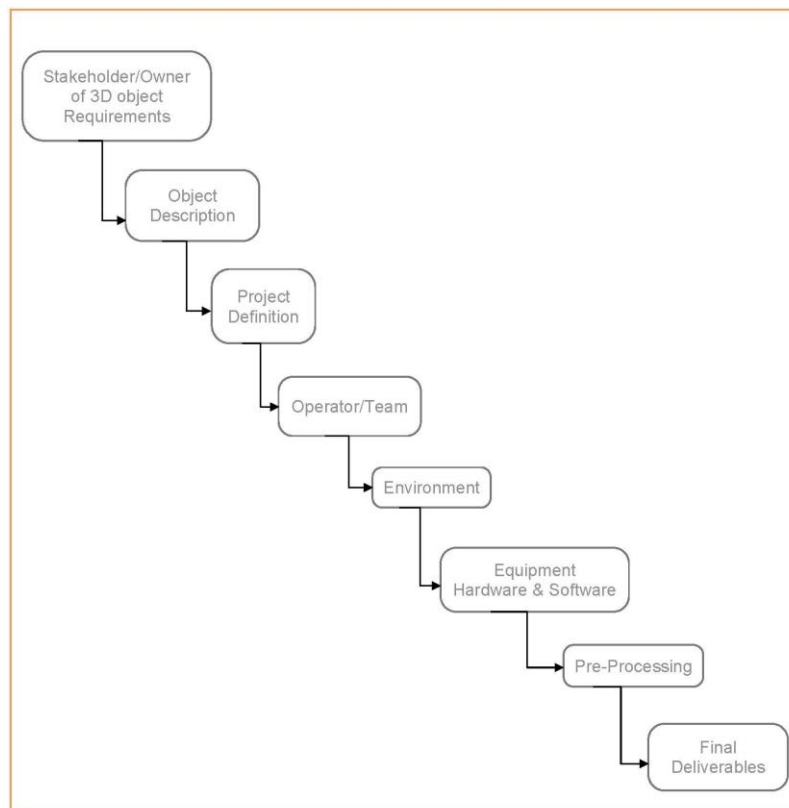 Stakeholder/Owner
of 3D object
Requirements
Object
Description
Project
Definition
Operator/Team
Environment
Equipment
Hardware & Software
Pre-Processing
Final
Deliverables